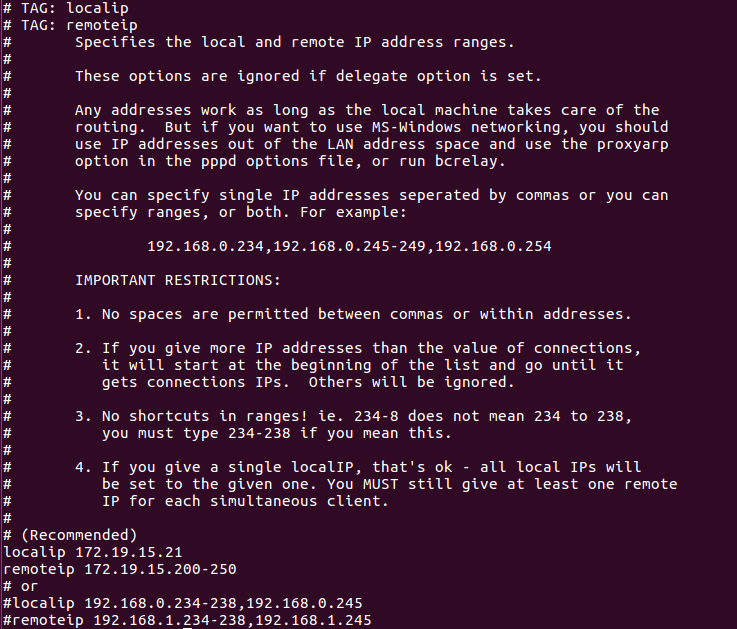 # TAG: localip
# TAG: remoteip
#       Specifies the local and remote IP address ranges.
#
#       These options are ignored if delegate option is set.
#
#       Any addresses work as long as the local machine takes care of the
#       routing.  But if you want to use MS-Windows networking, you should
#       use IP addresses out of the LAN address space and use the proxyarp
#       option in the pppd options file, or run bcrelay.
#
#       You can specify single IP addresses seperated by commas or you can
#       specify ranges, or both. For example:
#
#               192.168.0.234,192.168.0.245-249,192.168.0.254
#
#       IMPORTANT RESTRICTIONS:
#
#       1. No spaces are permitted between commas or within addresses.
#
#       2. If you give more IP addresses than the value of connections,
#          it will start at the beginning of the list and go until it
#          gets connections IPs.  Others will be ignored.
#
#       3. No shortcuts in ranges! ie. 234-8 does not mean 234 to 238,
#          you must type 234-238 if you mean this.
#
#       4. If you give a single localIP, that's ok - all local IPs will
#          be set to the given one. You MUST still give at least one remote
#          IP for each simultaneous client.
#
# (Recommended)
localip 172.19.15.21
remoteip 172.19.15.200-250
# or
#localip 192.168.0.234-238,192.168.0.245
#remoteip 192.168.1.234-238,192.168.1.245